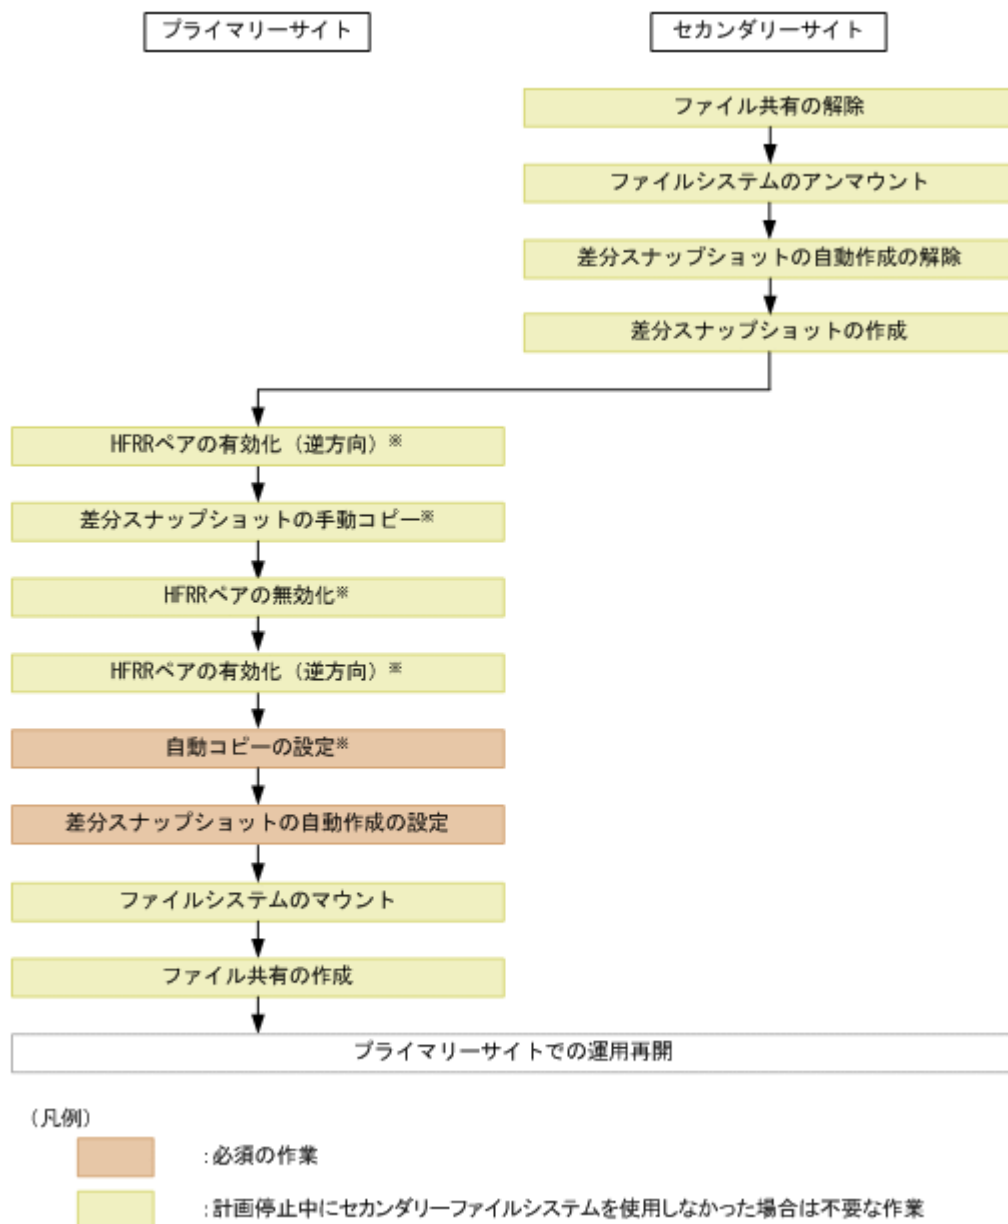 プライマリーサイト
セカンダリーサイト
ファイル共有の解除
ファイルシステムのアンマウント
差分スナップショットの自動作成の解除
差分スナップショットの作成
HFRRペアの有効化（逆方向）※
差分スナップショットの手動コピー※
HFRRペアの無効化※
HFRRペアの有効化（逆方向）※
自動コピーの設定※
差分スナップショットの自動作成の設定
ファイルシステムのマウント
ファイル共有の作成
プライマリーサイトでの運用再開
（凡例）
：必須の作業
：計画停止中にセカンダリーファイルシステムを使用しなかった場合は不要な作業